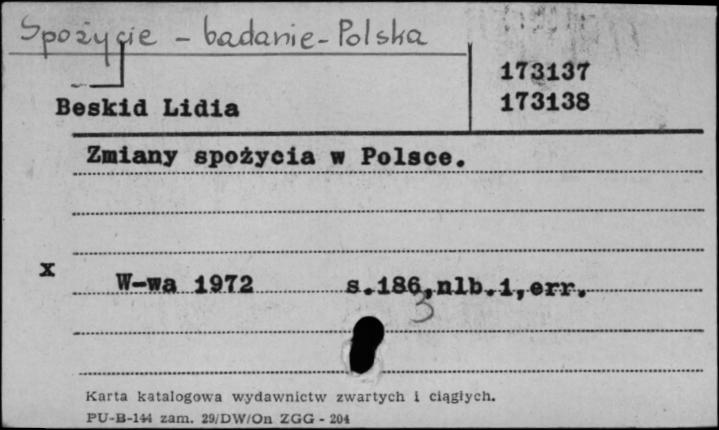 Spożycie - badanie - Polska
173137
Beskid Lidia
173138
Zmiany spożycia w Polsce.
x
W-wa 1972 s.186,nlb.1,err.
3
Karta katalogowa wydawnictw zwartych i ciągłych.
PU-B-144 zam. 29/DW/On ZGG - 204